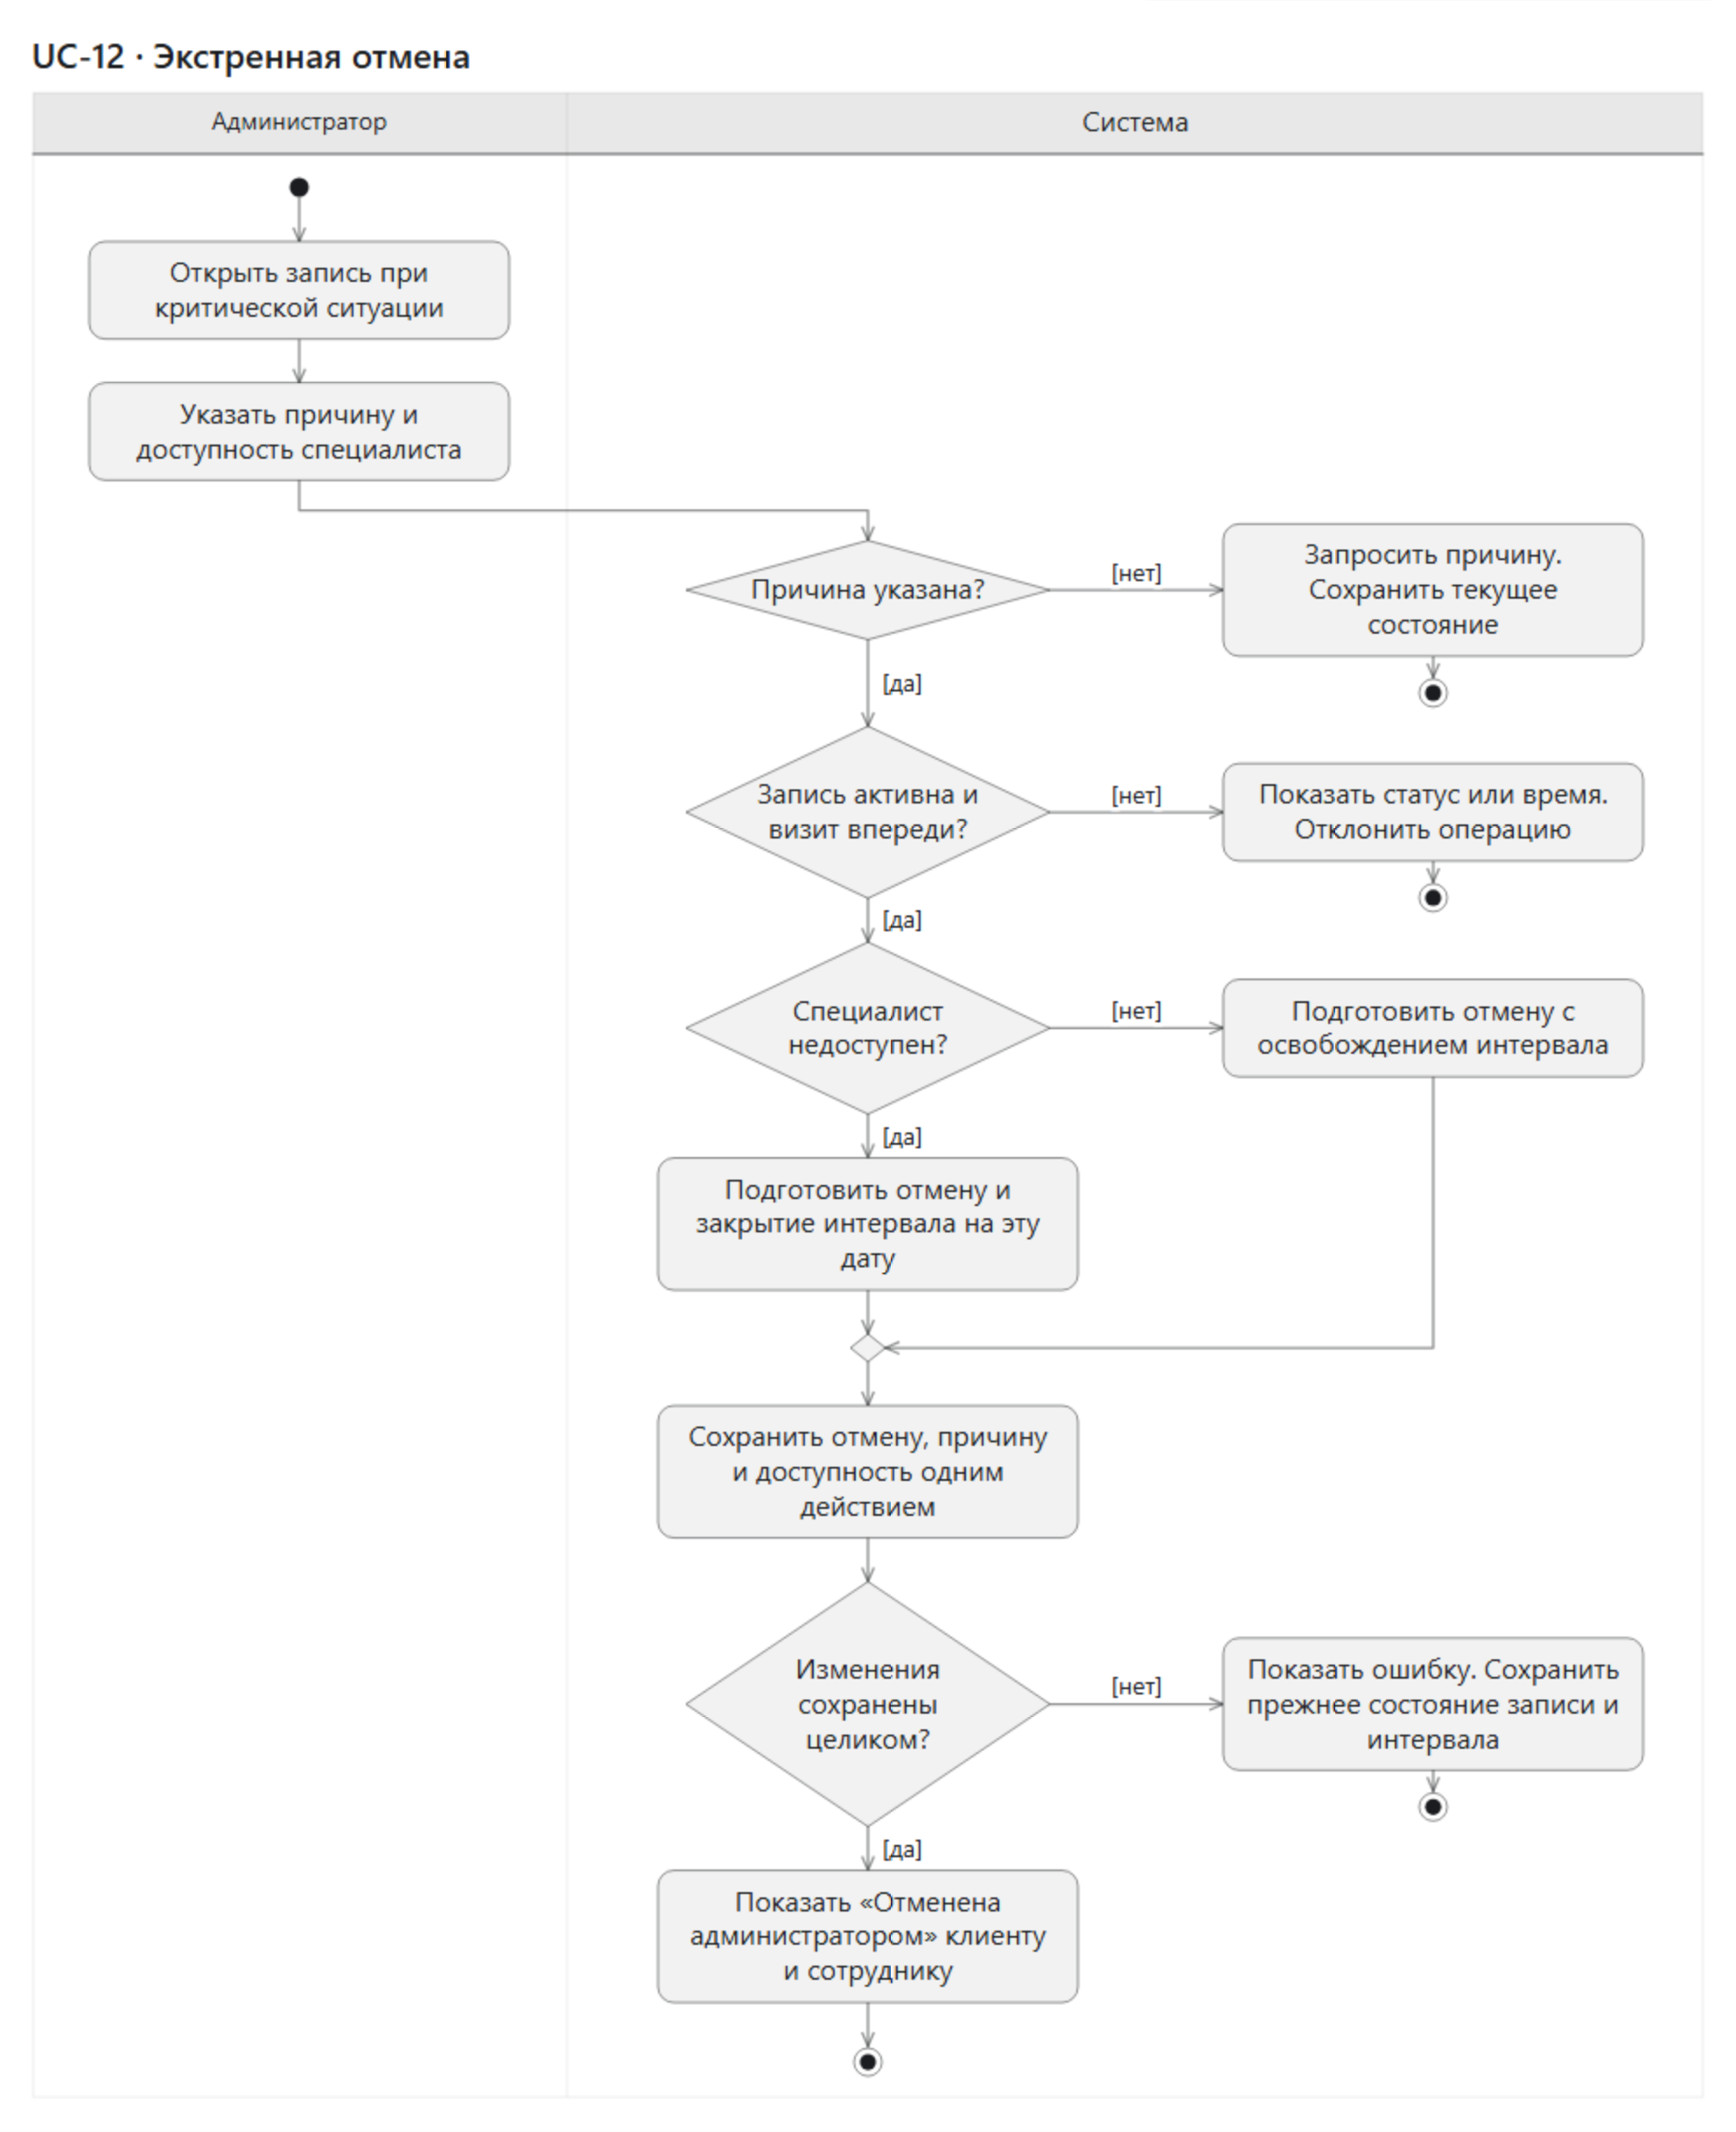 UC-12 · Экстренная отмена
Администратор
Система
Открыть запись при
критической ситуации
Указать причину и
доступность специалиста
Причина указана?
[нет]
Запросить причину.
Сохранить текущее
состояние
[да]
Запись активна и
визит впереди?
[нет]
Показать статус или время.
Отклонить операцию
[да]
Специалист
недоступен?
[нет]
Подготовить отмену с
освобождением интервала
[да]
Подготовить отмену и
закрытие интервала на эту
дату
Сохранить отмену, причину
и доступность одним
действием
Изменения
сохранены
целиком?
[нет]
Показать ошибку. Сохранить
прежнее состояние записи и
интервала
[да]
Показать «Отменена
администратором» клиенту
и сотруднику